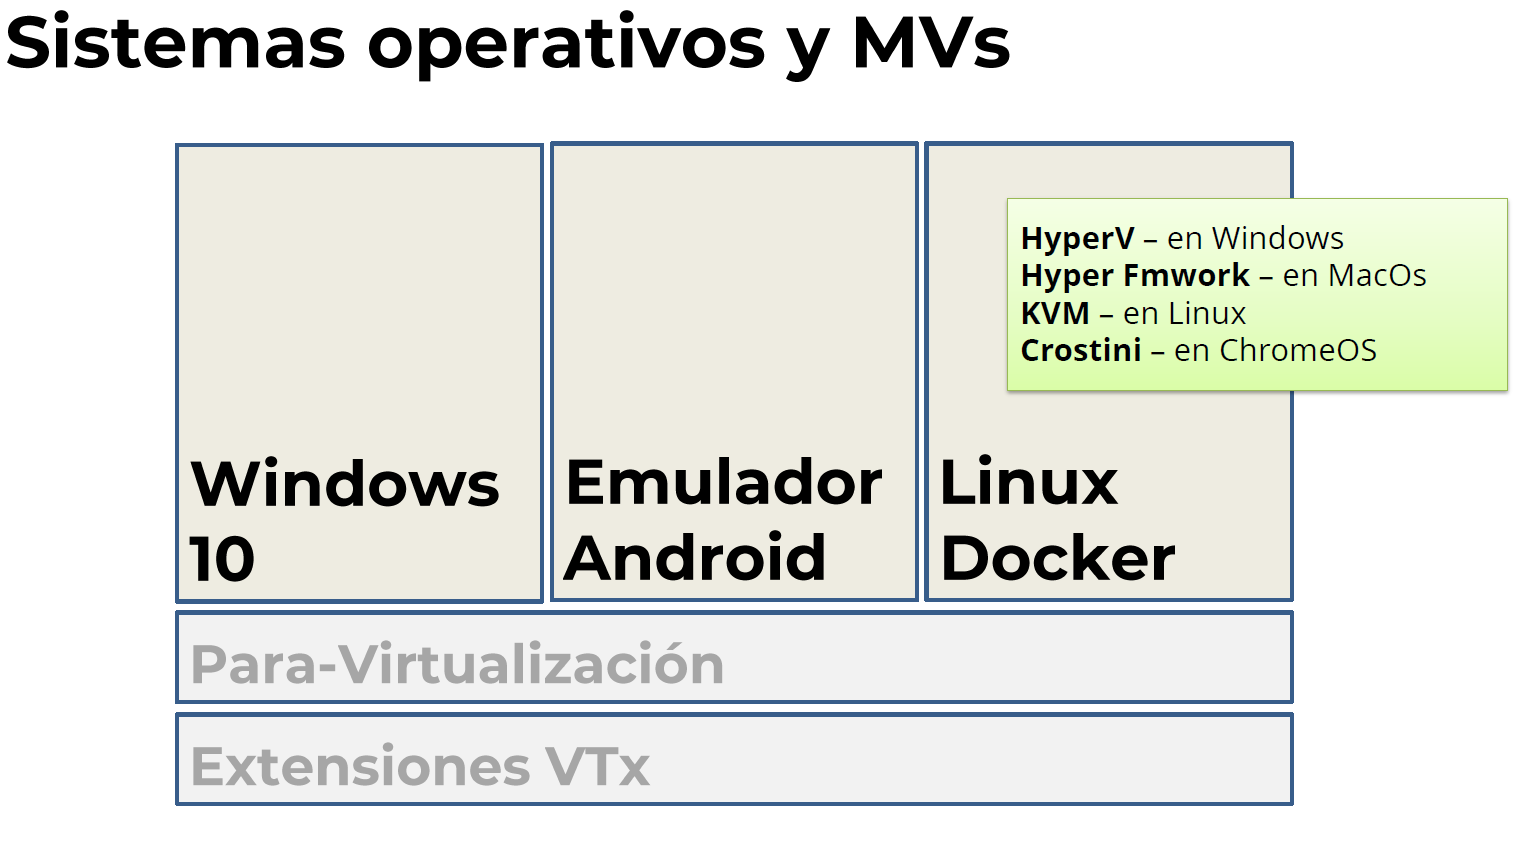 Sistemas operativos y MVs
HyperV – en Windows
Hyper Fmwork – en MacOs
KVM – en Linux
Crostini – en ChromeOS
Windows
10
Emulador
Android
Linux
Docker
Para-Virtualización
Extensiones VTx